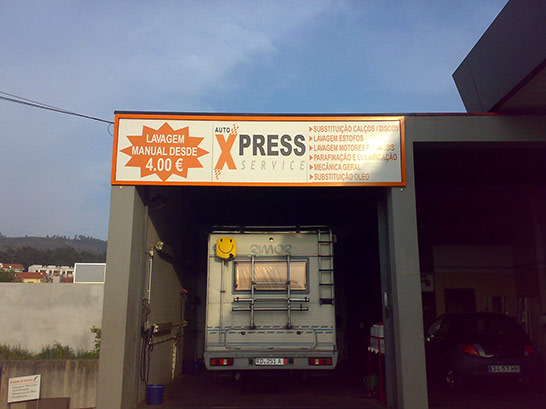 LAVAGEM
MANUAL DESDE
4.00 €
AUTO
XPRESS
SERVICE
SUBSTITUIÇÃO CALÇOS / DISCOS
LAVAGEM ESTOFOS
LAVAGEM MOTORES
PARAFINAÇÃO E
MECÂNICA GERAL
SUBSTITUIÇÃO OLEO
SIMOS